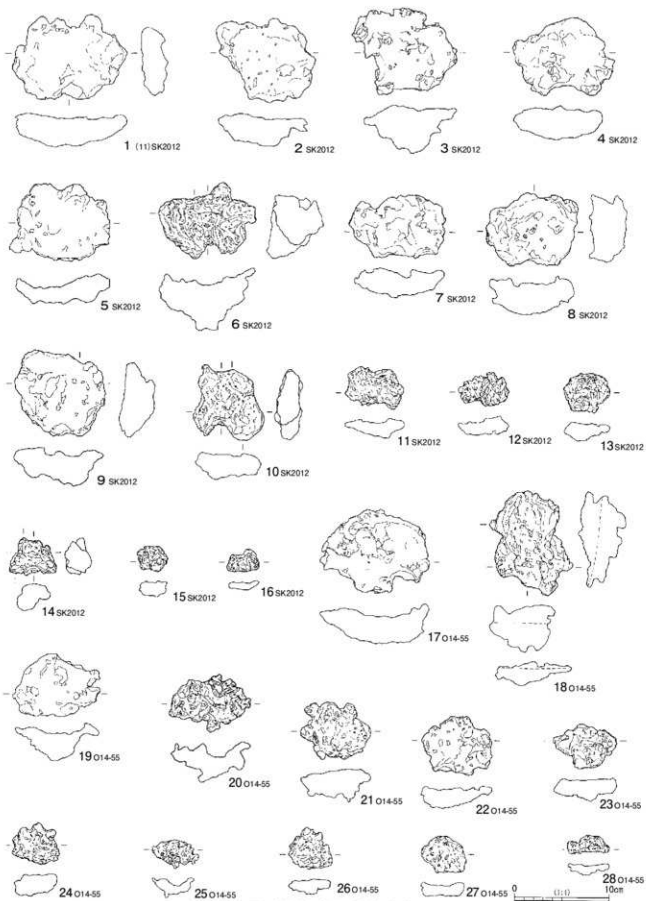 1 (11) SK2012
2 SK2012
3 SK2012
4 SK2012
5 SK2012
6 SK2012
7 SK2012
8 SK2012
9 SK2012
10 SK2012
11 SK2012
12 SK2012
13 SK2012
14 SK2012
15 SK2012
16 SK2012
17 O14-55
18 O14-55
19 O14-55
20 O14-55
21 O14-55
22 O14-55
23 O14-55
24 O14-55
25 O14-55
26 O14-55
27 O14-55
28 O14-55
0 10cm